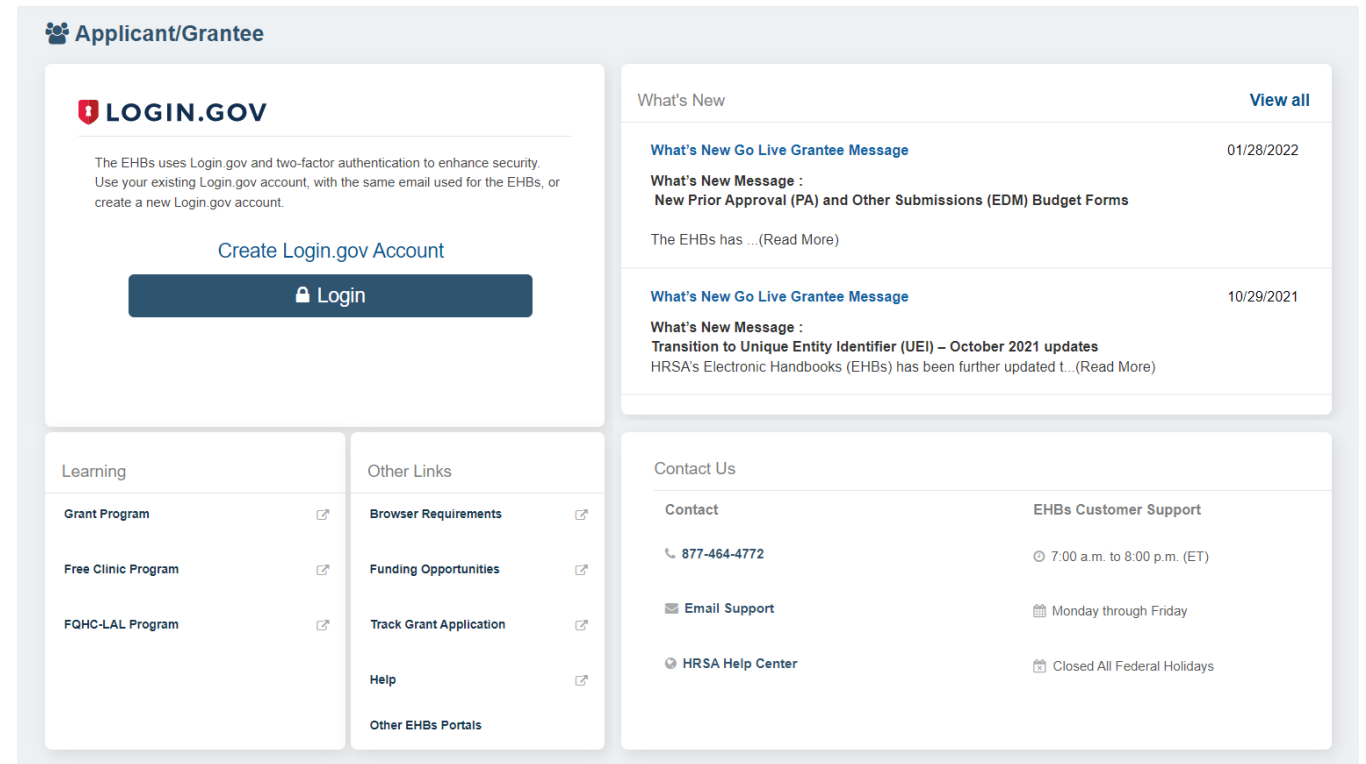 Applicant/Grantee
LOGIN.GOV
The EHBs uses Login.gov and two-factor authentication to enhance security.
Use your existing Login.gov account, with the same email used for the EHBs, or
create a new Login.gov account.
Create Login.gov Account
Login
What's New
View all
What's New Go Live Grantee Message
01/28/2022
What's New Message :
New Prior Approval (PA) and Other Submissions (EDM) Budget Forms
The EHBs has ...(Read More)
What's New Go Live Grantee Message
10/29/2021
What's New Message :
Transition to Unique Entity Identifier (UEI) – October 2021 updates
HRSA's Electronic Handbooks (EHBs) has been further updated t...(Read More)
Learning
Grant Program
Free Clinic Program
FQHC-LAL Program
Other Links
Browser Requirements
Funding Opportunities
Track Grant Application
Help
Other EHBs Portals
Contact Us
Contact
877-464-4772
Email Support
HRSA Help Center
EHBs Customer Support
7:00 a.m. to 8:00 p.m. (ET)
Monday through Friday
Closed All Federal Holidays